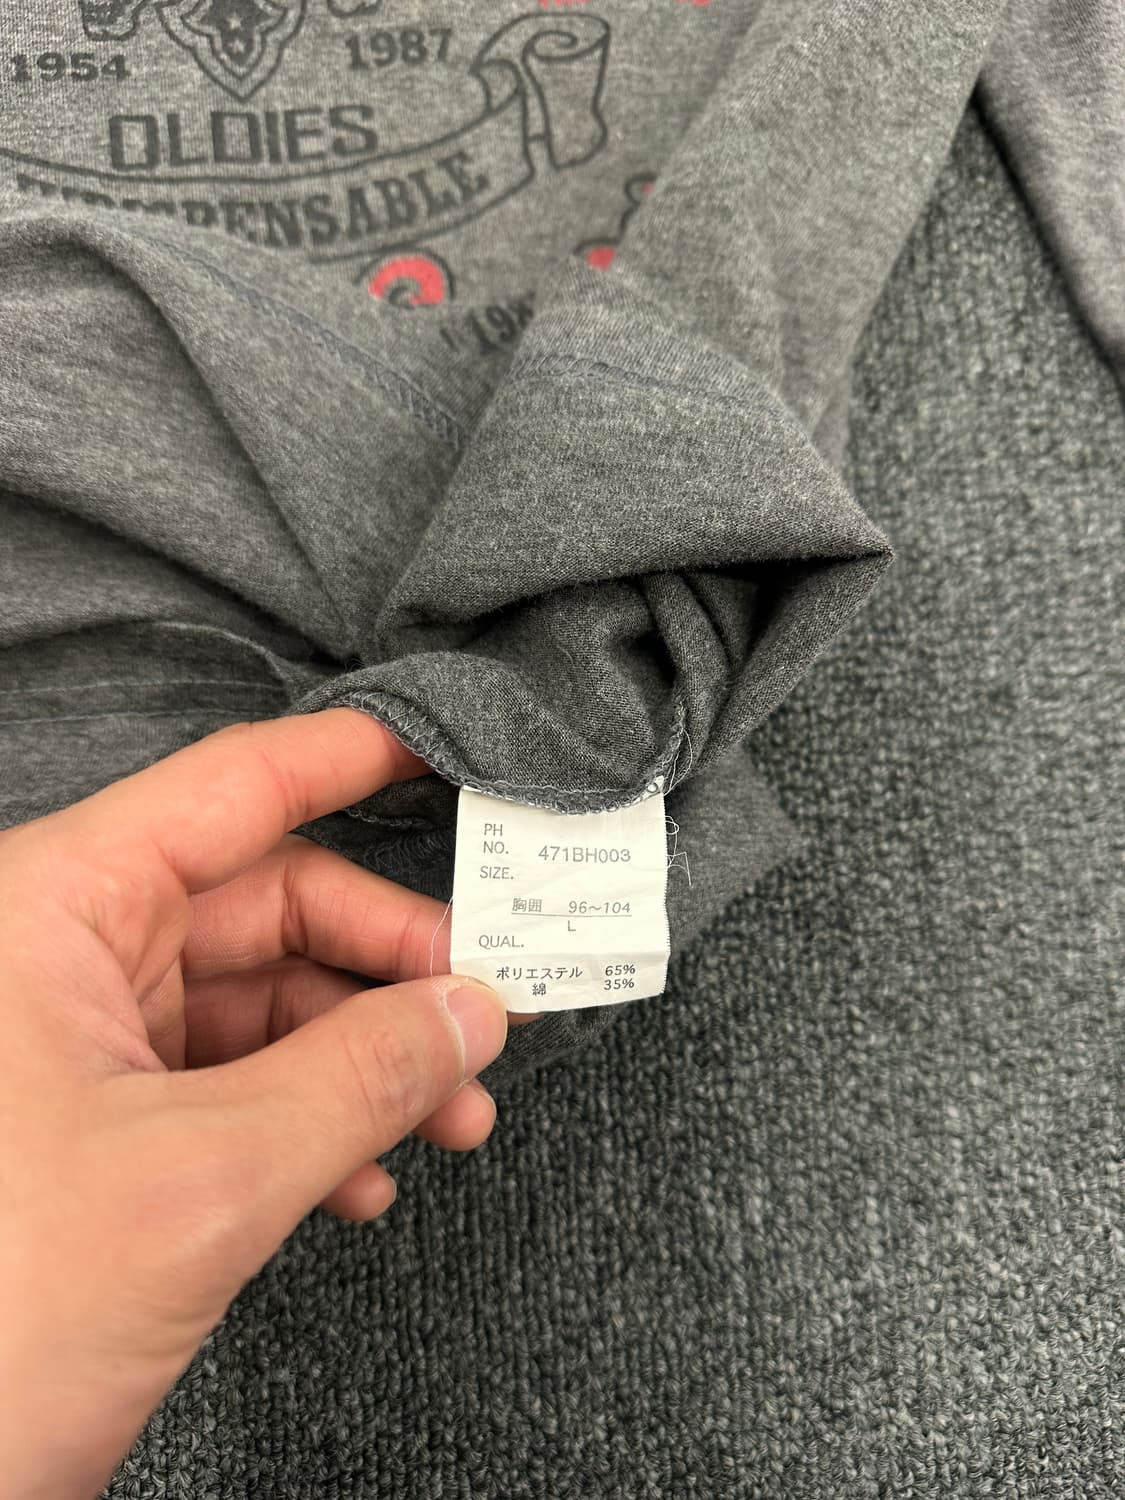 1954
1987
OLDIES
PH
NO. 471BH003
SIZE.
胸囲 96~104
L
QUAL.
ポリエステル 65%
綿 35%